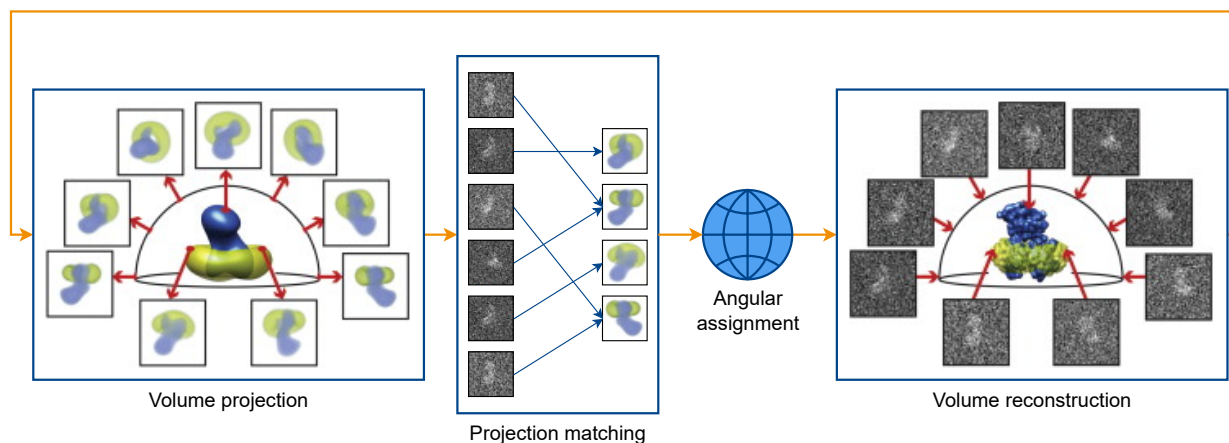 Volume projection
Projection matching
Angular
assignment
Volume reconstruction